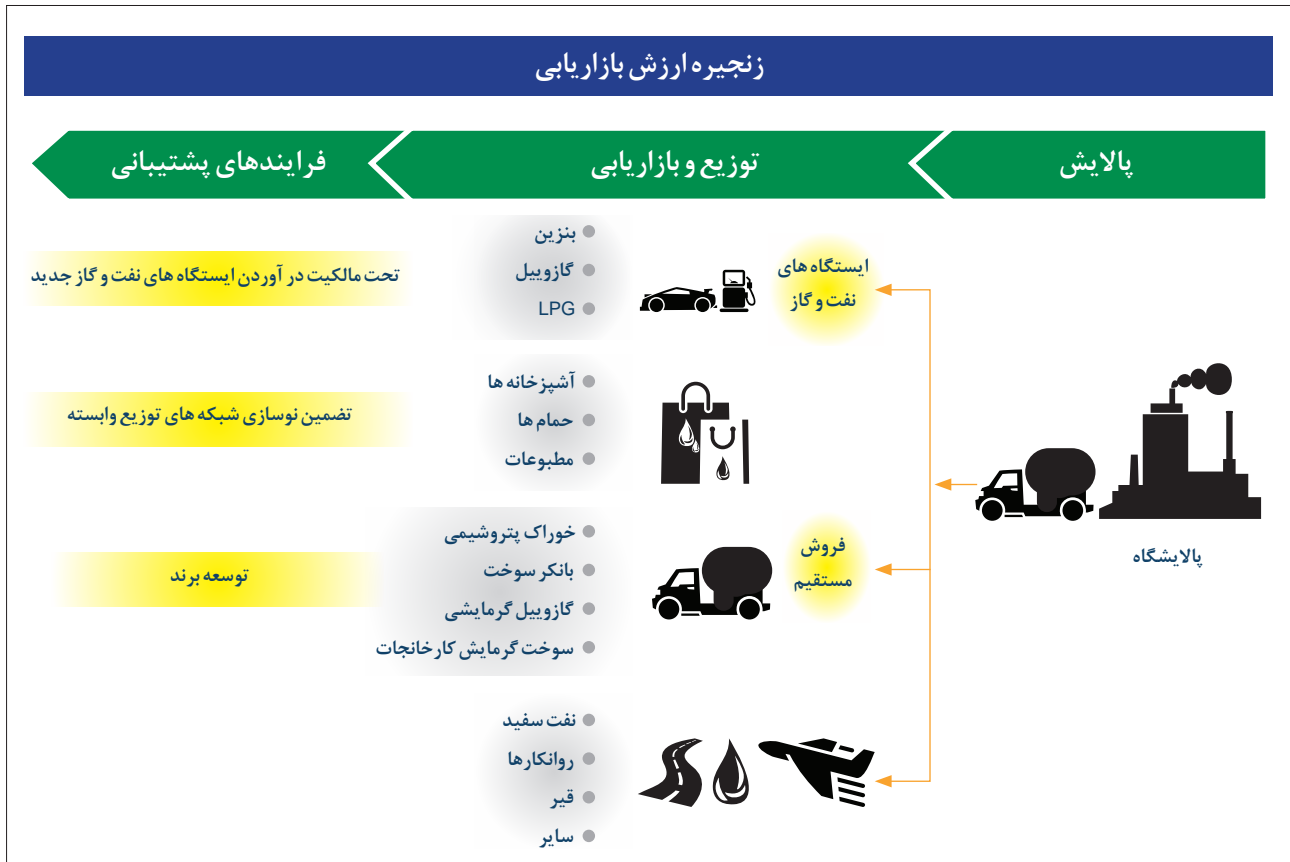 زنجیره ارزش بازاریابی
پالایش
توزیع و بازاریابی
فرایندهای پشتیبانی
پالایشگاه
ایستگاه های
نفت و گاز
بنزین
گازوییل
LPG
تحت مالکیت در آوردن ایستگاه های نفت و گاز جدید
آشپزخانه ها
حمام ها
مطبوعات
تضمین نوسازی شبکه های توزیع وابسته
فروش
مستقیم
خوراک پتروشیمی
بانکر سوخت
گازوییل گرمایشی
سوخت گرمایش کارخانجات
توسعه برند
نفت سفید
روانکارها
قیر
سایر